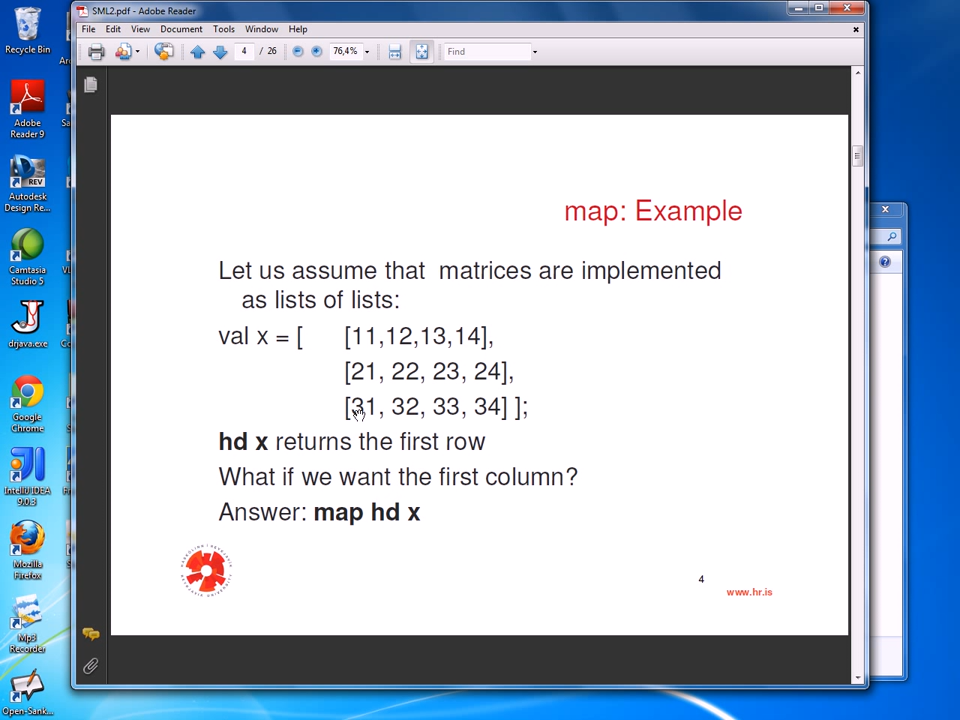 SML2.pdf - Adobe Reader
File Edit View Document Tools Window Help
4 / 26 76,4% Find
Recycle Bin
Adobe Reader 9
Autodesk Design Re...
Camtasia Studio 5
drjava.exe
Google Chrome
IntelliJ IDEA 9.0.3
Mozilla Firefox
Mp3 Recorder
Open-Sank...
map: Example
Let us assume that matrices are implemented
as lists of lists:
val x = [ [11,12,13,14],
[21, 22, 23, 24],
[31, 32, 33, 34] ];
hd x returns the first row
What if we want the first column?
Answer: map hd x
4
www.hr.is